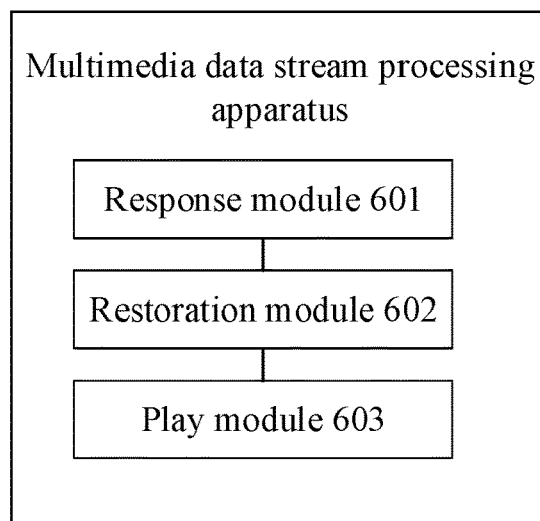 Multimedia data stream processing
apparatus
Response module 601
Restoration module 602
Play module 603